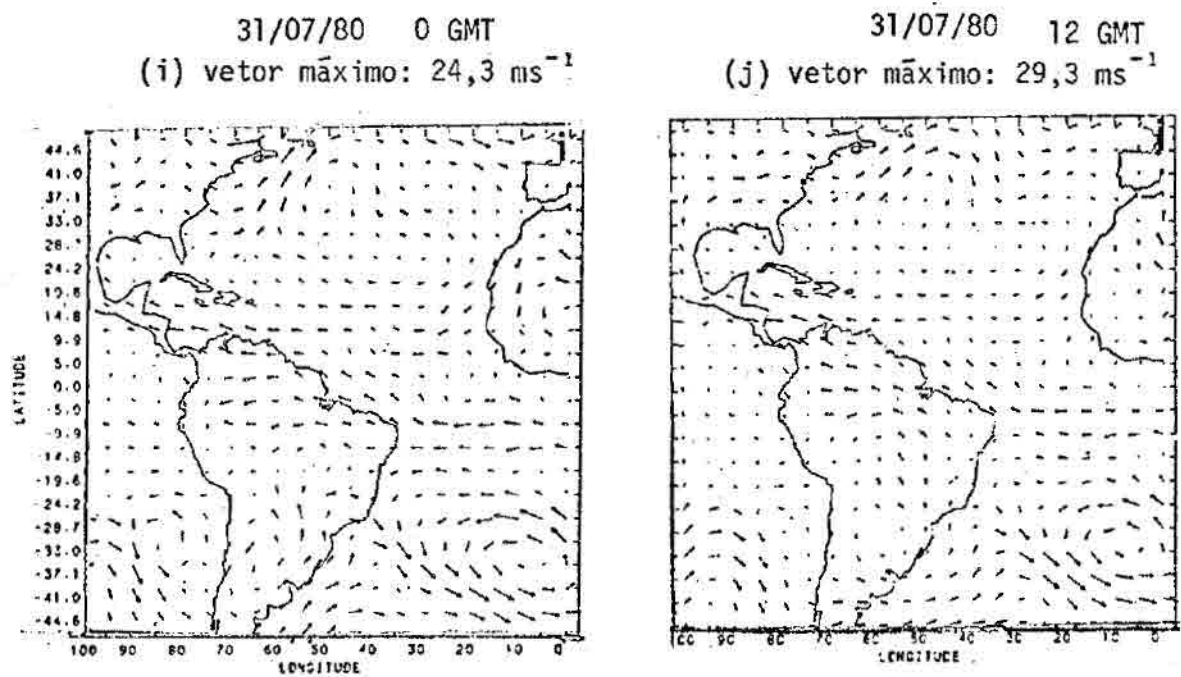 31/07/80 0 GMT
(i) vetor máximo: 24,3 ms⁻¹
31/07/80 12 GMT
(j) vetor máximo: 29,3 ms⁻¹
44.6
41.0
37.1
33.0
24.2
14.8
9.9
5.0
0.0
-5.0
-9.9
-14.8
-19.6
-24.2
-32.0
-37.1
-41.0
-44.6
LATITUDE
100 90 80 70 60 50 40 30 20 10 0
LONGITUDE
90 80 70 60 50 40 30 20 10 0
LONGITUDE